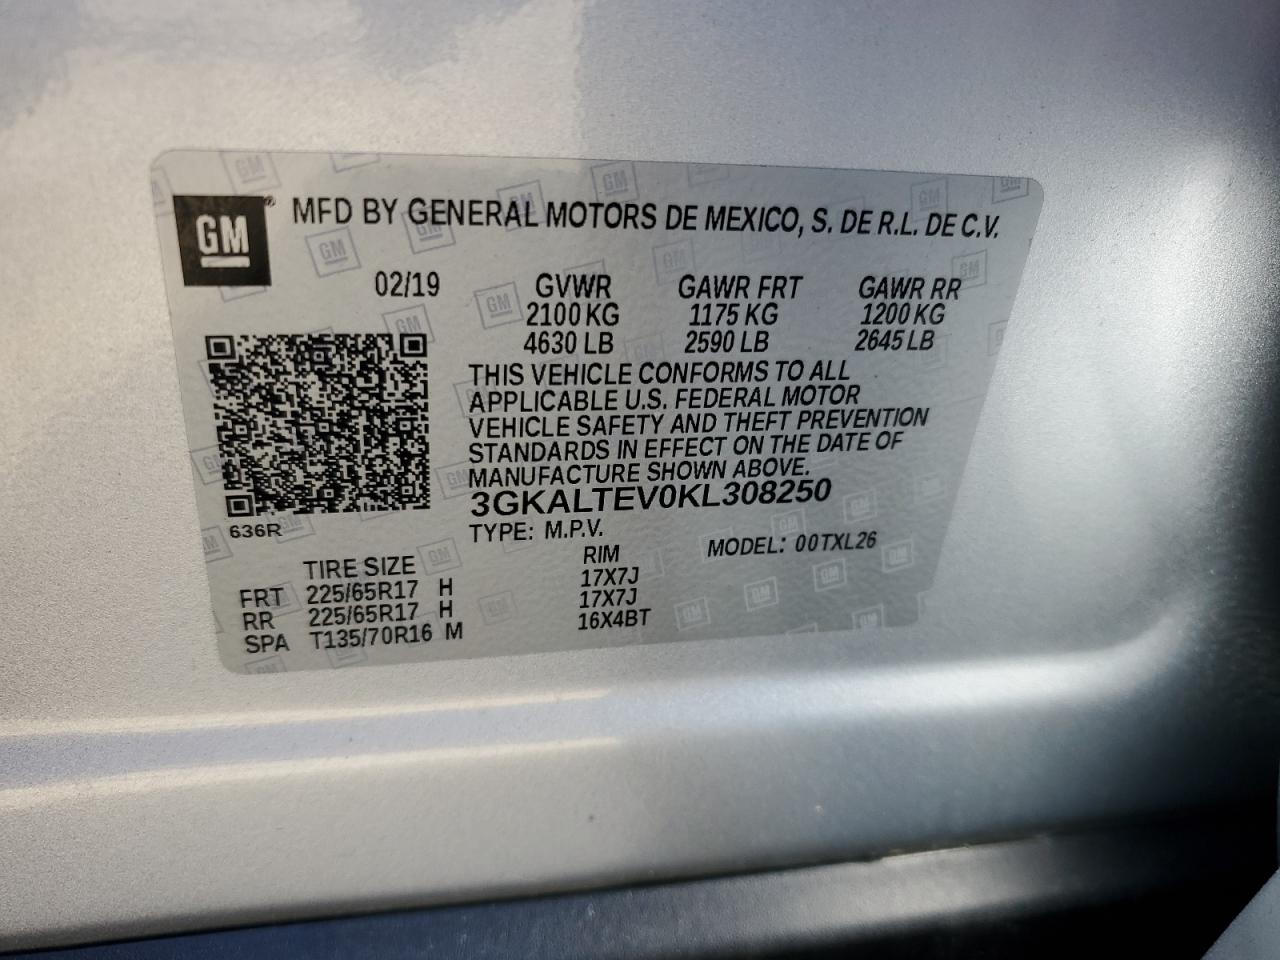 GM® MFD BY GENERAL MOTORS DE MEXICO, S. DE R.L. DE C.V.
02/19 GVWR GAWR FRT GAWR RR
2100 KG 1175 KG 1200 KG
4630 LB 2590 LB 2645 LB
THIS VEHICLE CONFORMS TO ALL
APPLICABLE U.S. FEDERAL MOTOR
VEHICLE SAFETY AND THEFT PREVENTION
STANDARDS IN EFFECT ON THE DATE OF
MANUFACTURE SHOWN ABOVE.
3GKALTEV0KL308250
636R
TYPE: M.P.V. MODEL: 00TXL26
TIRE SIZE RIM
FRT 225/65R17 H 17X7J
RR 225/65R17 H 17X7J
SPA T135/70R16 M 16X4BT